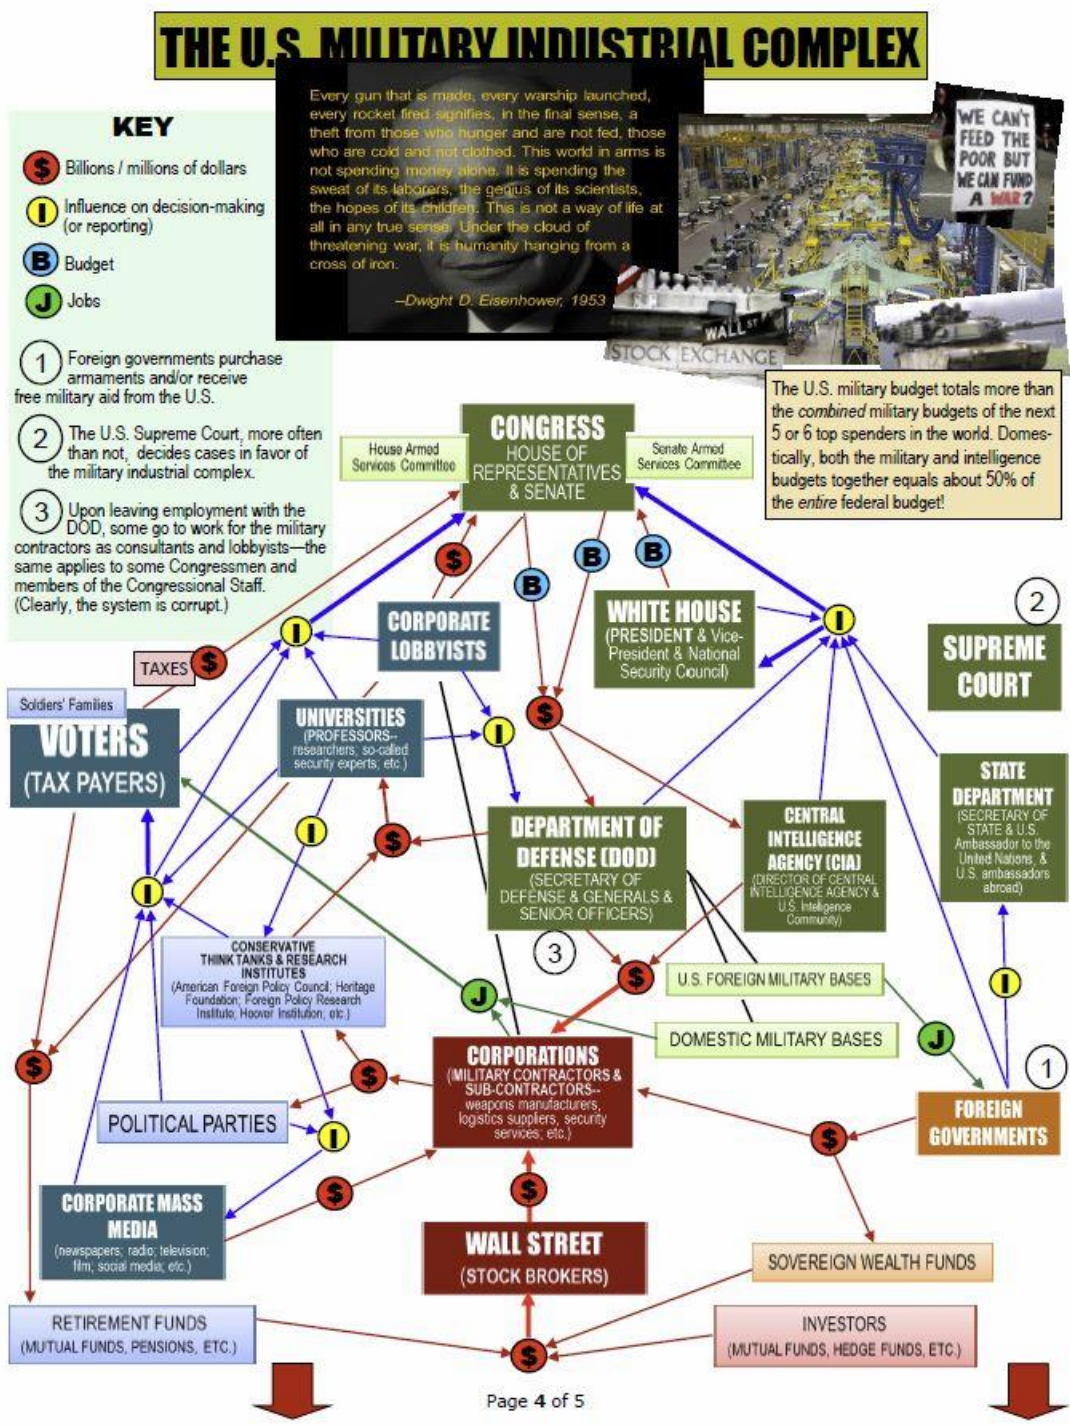 THE U.S. MILITARY INDUSTRIAL COMPLEX
Every gun that is made, every warship launched,
every rocket fired signifies, in the final sense, a
theft from those who hunger and are not fed, those
who are cold and not clothed. This world in arms is
not spending money alone. It is spending the
sweat of its laborers, the genius of its scientists,
the hopes of its children. This is not a way of life at
all in any true sense. Under the cloud of
threatening war, it is humanity hanging from a
cross of iron.
–Dwight D. Eisenhower, 1953
WE CAN'T
FEED THE
POOR BUT
WE CAN FUND
A WAR?
WALL ST
STOCK EXCHANGE
KEY
$ Billions / millions of dollars
I Influence on decision-making
(or reporting)
B Budget
J Jobs
1 Foreign governments purchase
armaments and/or receive
free military aid from the U.S.
2 The U.S. Supreme Court, more often
than not, decides cases in favor of
the military industrial complex.
3 Upon leaving employment with the
DOD, some go to work for the military
contractors as consultants and lobbyists—the
same applies to some Congressmen and
members of the Congressional Staff.
(Clearly, the system is corrupt.)
The U.S. military budget totals more than
the combined military budgets of the next
5 or 6 top spenders in the world. Domes-
tically, both the military and intelligence
budgets together equals about 50% of
the entire federal budget!
House Armed
Services Committee
CONGRESS
HOUSE OF
REPRESENTATIVES
& SENATE
Senate Armed
Services Committee
$
B
B
B
CORPORATE
LOBBYISTS
WHITE HOUSE
(PRESIDENT & Vice-
President & National
Security Council)
I
I
2
SUPREME
COURT
TAXES
$
Soldiers' Families
VOTERS
(TAX PAYERS)
UNIVERSITIES
(PROFESSORS--
researchers; so-called
security experts; etc.)
I
$
STATE
DEPARTMENT
(SECRETARY OF
STATE & U.S.
Ambassador to the
United Nations, &
U.S. ambassadors
abroad)
I
$
DEPARTMENT OF
DEFENSE (DOD)
(SECRETARY OF
DEFENSE & GENERALS &
SENIOR OFFICERS)
CENTRAL
INTELLIGENCE
AGENCY (CIA)
(DIRECTOR OF CENTRAL
INTELLIGENCE AGENCY &
U.S. Intelligence
Community)
I
3
CONSERVATIVE
THINK TANKS & RESEARCH
INSTITUTES
(American Foreign Policy Council; Heritage
Foundation; Foreign Policy Research
Institute; Hoover Institution; etc.)
J
$
U.S. FOREIGN MILITARY BASES
I
DOMESTIC MILITARY BASES
J
$
$
CORPORATIONS
(MILITARY CONTRACTORS &
SUB-CONTRACTORS--
weapons manufacturers,
logistics suppliers, security
services; etc.)
1
FOREIGN
GOVERNMENTS
POLITICAL PARTIES
I
$
CORPORATE MASS
MEDIA
(newspapers; radio; television;
film; social media; etc.)
$
$
WALL STREET
(STOCK BROKERS)
SOVEREIGN WEALTH FUNDS
RETIREMENT FUNDS
(MUTUAL FUNDS, PENSIONS, ETC.)
$
INVESTORS
(MUTUAL FUNDS, HEDGE FUNDS, ETC.)
Page 4 of 5